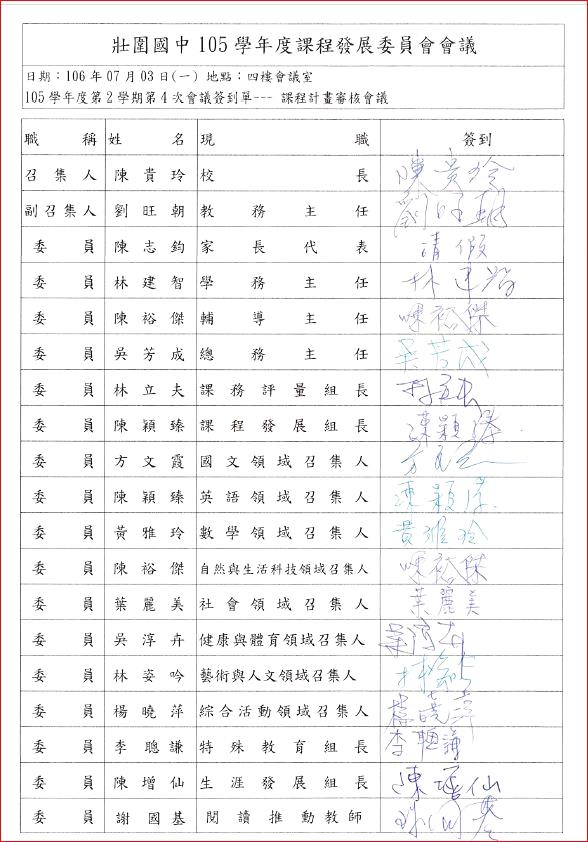 壯圍國中105學年度課程發展委員會會議
日期：106年07月03日(一) 地點：四樓會議室
105學年度第2學期第4次會議簽到單--- 課程計畫審核會議
職稱 姓名 現職 簽到
召集人 陳貴玲 校長 陳貴玲
副召集人 劉旺朝 教務主任 劉旺朝
委員 陳志鈞 家長代表 請假
委員 林建智 學務主任 林建智
委員 陳裕傑 輔導主任 陳裕傑
委員 吳芳成 總務主任 吳芳成
委員 林立夫 課務評量組長
委員 陳穎臻 課程發展組長 陳穎臻
委員 方文霞 國文領域召集人
委員 陳穎臻 英語領域召集人 陳穎臻
委員 黃雅玲 數學領域召集人 黃雅玲
委員 陳裕傑 自然與生活科技領域召集人 陳裕傑
委員 葉麗美 社會領域召集人 葉麗美
委員 吳淳卉 健康與體育領域召集人 吳淳卉
委員 林姿吟 藝術與人文領域召集人
委員 楊曉萍 綜合活動領域召集人 楊曉萍
委員 李聰謙 特殊教育組長 李聰謙
委員 陳增仙 生涯發展組長 陳增仙
委員 謝國基 閱讀推動教師